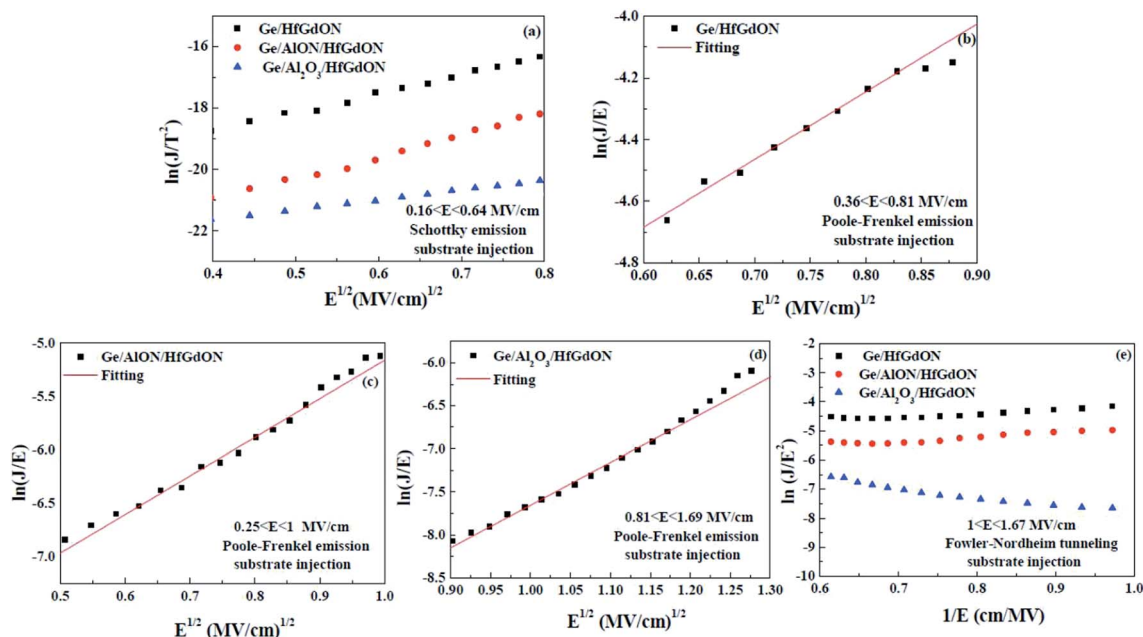 (a)
Ge/HfGdON
Ge/AlON/HfGdON
Ge/Al2O3/HfGdON
-16
-18
-20
-22
ln(J/T²)
0.16<E<0.64 MV/cm
Schottky emission
substrate injection
0.4 0.5 0.6 0.7 0.8
E^1/2(MV/cm)^1/2
(b)
Ge/HfGdON
Fitting
-4.0
-4.2
-4.4
-4.6
-4.8
ln(J/E)
0.36<E<0.81 MV/cm
Poole-Frenkel emission
substrate injection
0.60 0.65 0.70 0.75 0.80 0.85 0.90
E^1/2 (MV/cm)^1/2
(c)
Ge/AlON/HfGdON
Fitting
-5.0
-5.5
-6.0
-6.5
-7.0
ln(J/E)
0.25<E<1 MV/cm
Poole-Frenkel emission
substrate injection
0.5 0.6 0.7 0.8 0.9 1.0
E^1/2 (MV/cm)^1/2
(d)
Ge/Al2O3/HfGdON
Fitting
-6.0
-6.5
-7.0
-7.5
-8.0
-8.5
ln(J/E)
0.81<E<1.69 MV/cm
Poole-Frenkel emission
substrate injection
0.90 0.95 1.00 1.05 1.10 1.15 1.20 1.25 1.30
E^1/2 (MV/cm)^1/2
(e)
Ge/HfGdON
Ge/AlON/HfGdON
Ge/Al2O3/HfGdON
-2
-3
-4
-5
-6
-7
-8
-9
-10
ln (J/E²)
1<E<1.67 MV/cm
Fowler-Nordheim tunneling
substrate injection
0.6 0.7 0.8 0.9 1.0
1/E (cm/MV)